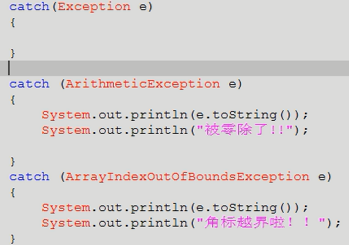 catch(Exception e)
{
}
catch (ArithmeticException e)
{
System.out.println(e.toString());
System.out.println("被零除了!!");
}
catch (ArrayIndexOutOfBoundsException e)
{
System.out.println(e.toString());
System.out.println("角标越界啦！！");
}